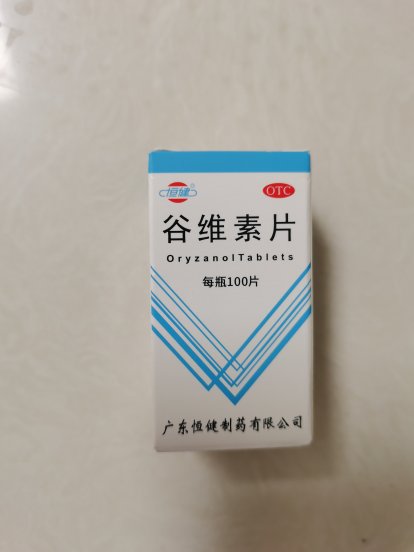 恒健
OTC
谷维素片
OryzanolTablets
每瓶100片
广东恒健制药有限公司